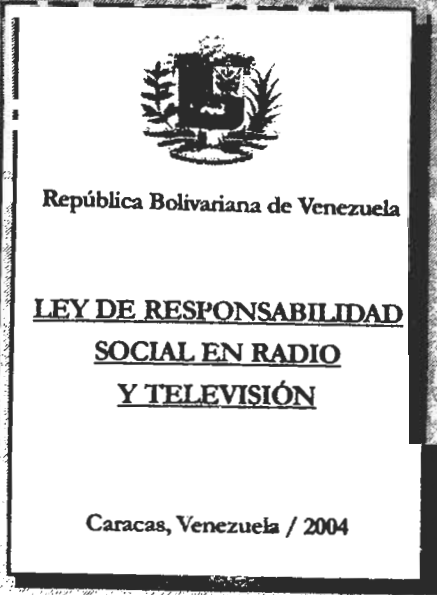 República Bolivariana de Venezuela
LEY DE RESPONSABILIDAD
SOCIAL EN RADIO
Y TELEVISIÓN
Caracas, Venezuela / 2004